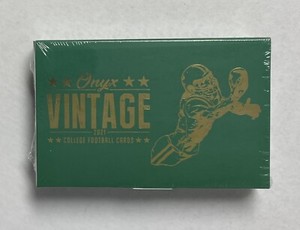 Onyx
VINTAGE
2021
COLLEGE FOOTBALL CARDS